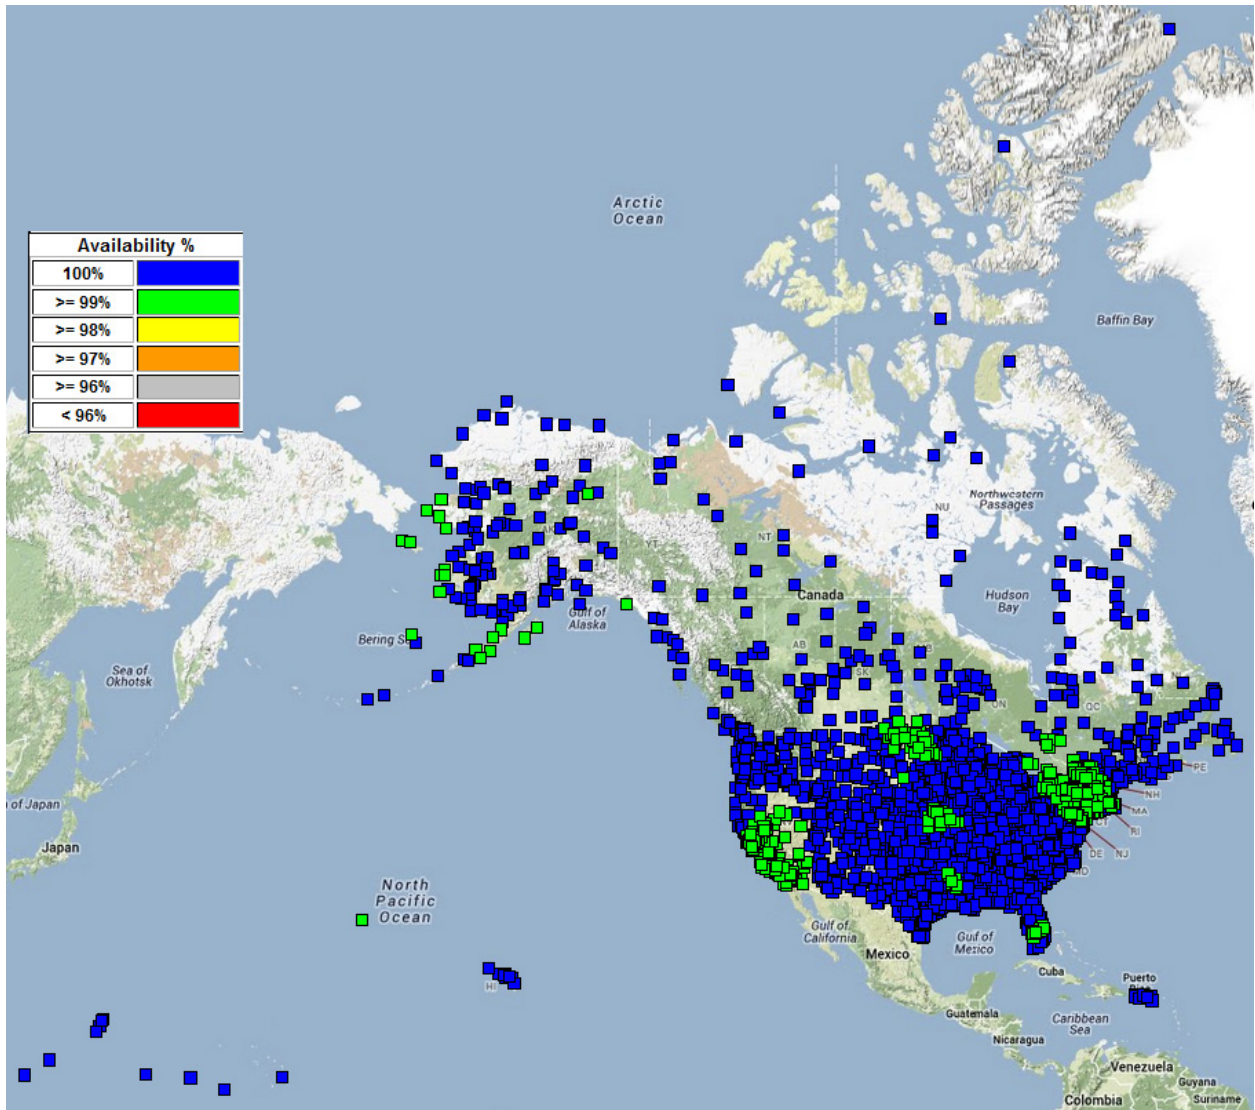 Arctic
Ocean
Availability %
100%
>= 99%
>= 98%
>= 97%
>= 96%
< 96%
Baffin Bay
Northwestern
Passages
NU
AK
YT
NT
Canada
Hudson
Bay
Gulf of
Alaska
Bering
Sea of
Okhotsk
AB
SK
ON
QC
PE
NH
MA
RI
CT
NJ
DE
MD
of Japan
Japan
North
Pacific
Ocean
Gulf of
California
Mexico
Gulf of
Mexico
Cuba
Puerto
HI
Guatemala
Caribbean
Sea
Nicaragua
Venezuela
Guyana
Colombia
Suriname